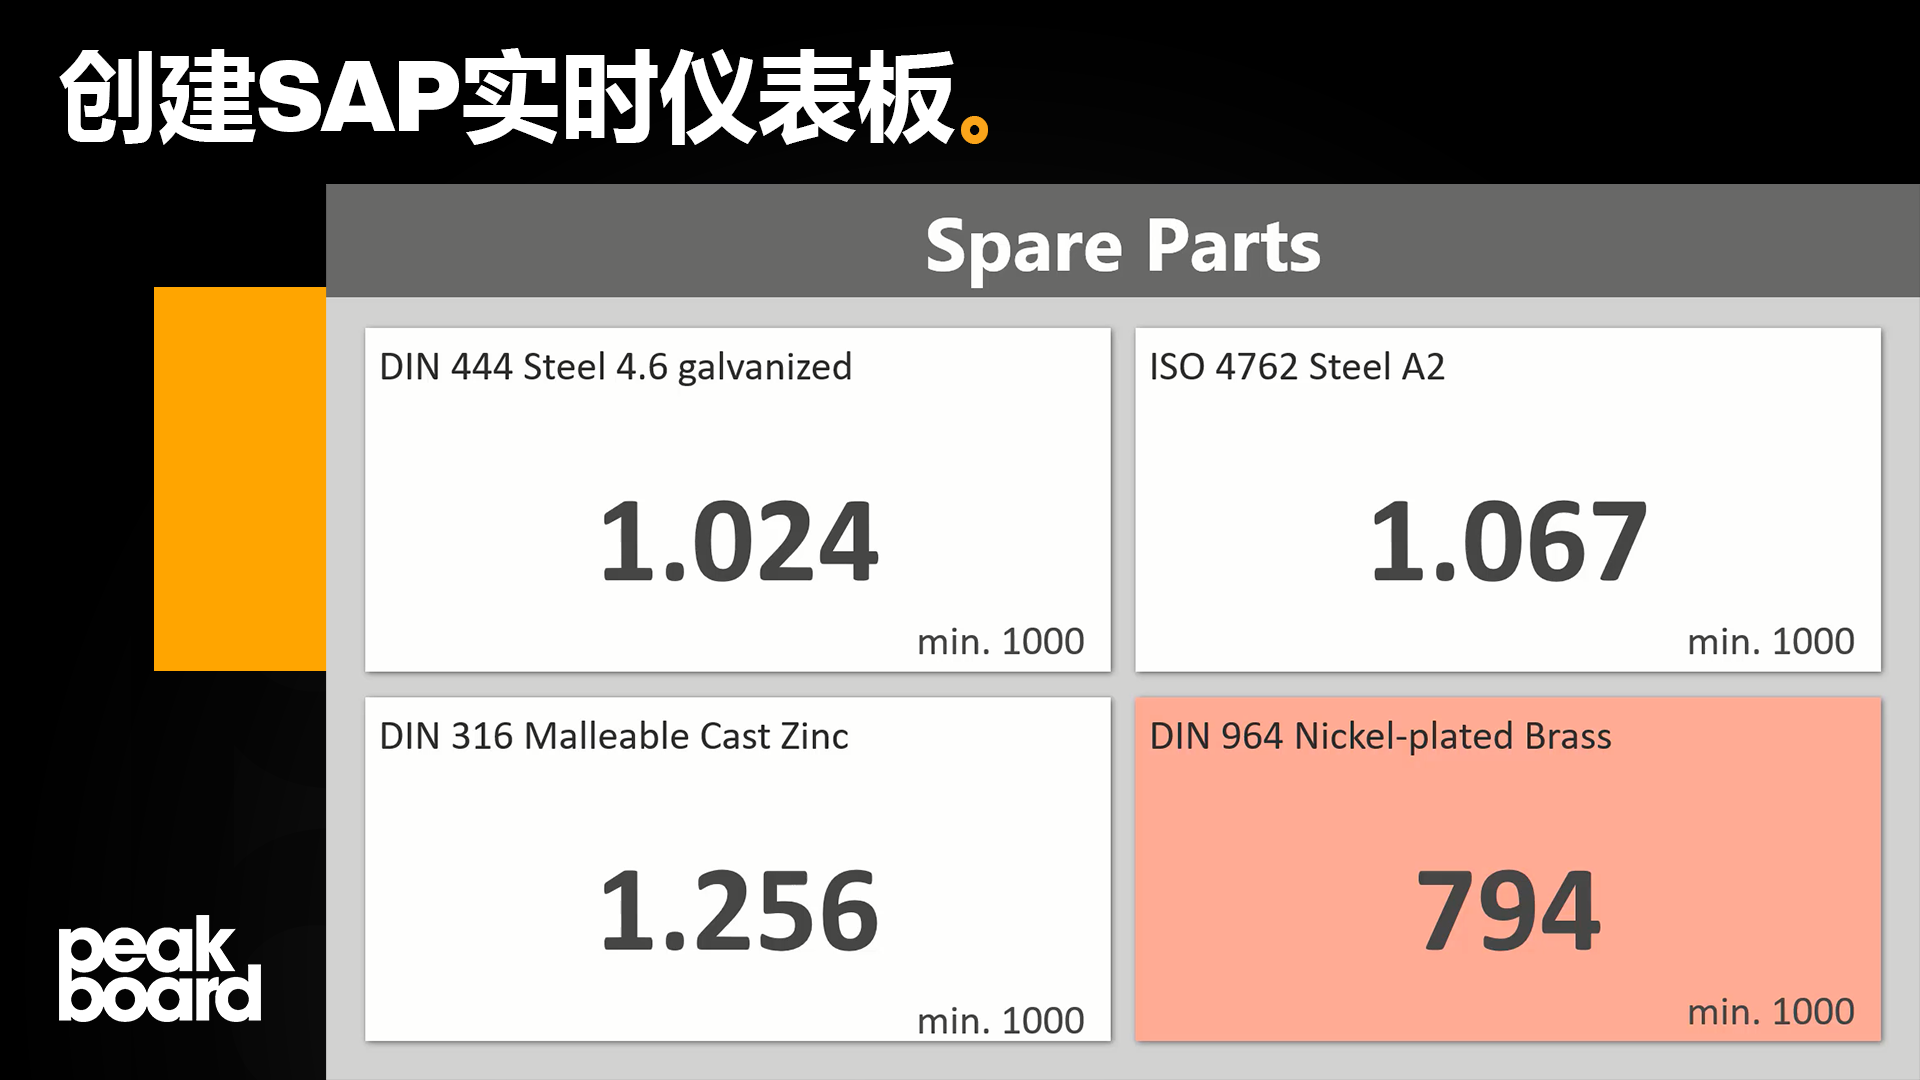 创建SAP实时仪表板。
Spare Parts
DIN 444 Steel 4.6 galvanized
1.024
min. 1000
ISO 4762 Steel A2
1.067
min. 1000
DIN 316 Malleable Cast Zinc
1.256
min. 1000
DIN 964 Nickel-plated Brass
794
min. 1000
peak
board